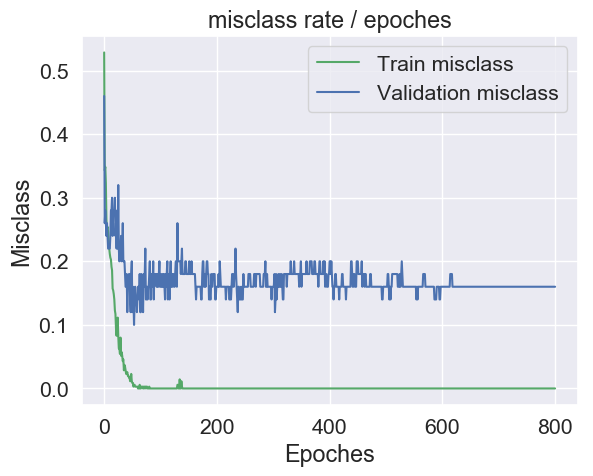 misclass rate / epoches
Train misclass
Validation misclass
Misclass
0.5
0.4
0.3
0.2
0.1
0.0
0
200
400
600
800
Epoches